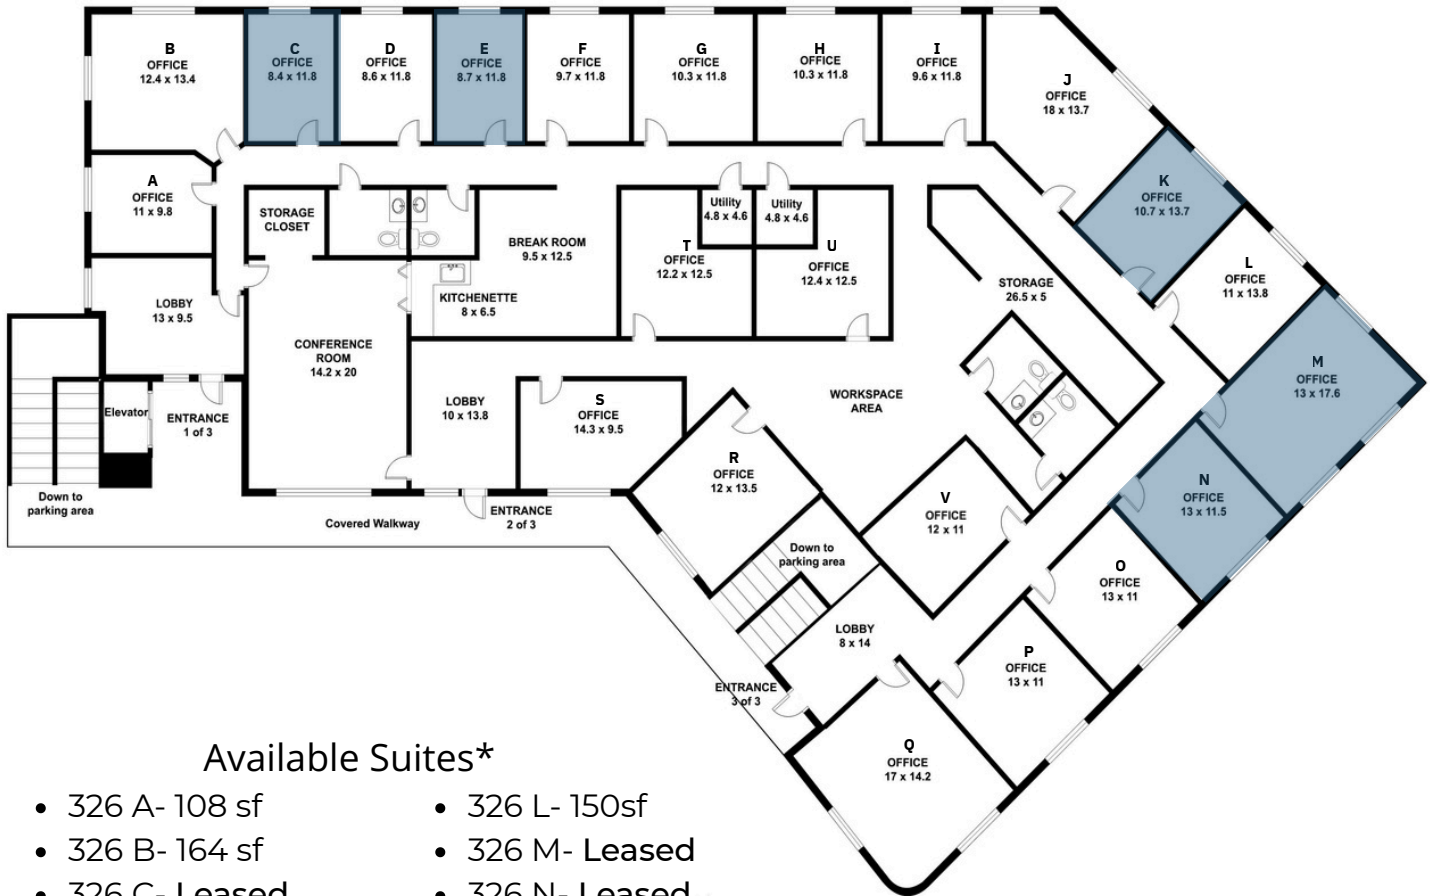 B
OFFICE
12.4 x 13.4
C
OFFICE
8.4 x 11.8
D
OFFICE
8.6 x 11.8
E
OFFICE
8.7 x 11.8
F
OFFICE
9.7 x 11.8
G
OFFICE
10.3 x 11.8
H
OFFICE
10.3 x 11.8
I
OFFICE
9.6 x 11.8
J
OFFICE
18 x 13.7
K
OFFICE
10.7 x 13.7
L
OFFICE
11 x 13.8
M
OFFICE
13 x 17.6
N
OFFICE
13 x 11.5
O
OFFICE
13 x 11
P
OFFICE
13 x 11
Q
OFFICE
17 x 14.2
A
OFFICE
11 x 9.8
STORAGE
CLOSET
BREAK ROOM
9.5 x 12.5
KITCHENETTE
8 x 6.5
T
OFFICE
12.2 x 12.5
Utility
4.8 x 4.6
Utility
4.8 x 4.6
U
OFFICE
12.4 x 12.5
STORAGE
26.5 x 5
LOBBY
13 x 9.5
CONFERENCE
ROOM
14.2 x 20
LOBBY
10 x 13.8
S
OFFICE
14.3 x 9.5
WORKSPACE
AREA
R
OFFICE
12 x 13.5
V
OFFICE
12 x 11
Elevator
ENTRANCE
1 of 3
Down to
parking area
Covered Walkway
ENTRANCE
2 of 3
Down to
parking area
LOBBY
8 x 14
ENTRANCE
3 of 3
Available Suites*
• 326 A- 108 sf
• 326 B- 164 sf
• 326 C- Leased
• 326 L- 150sf
• 326 M- Leased
• 326 N- Leased